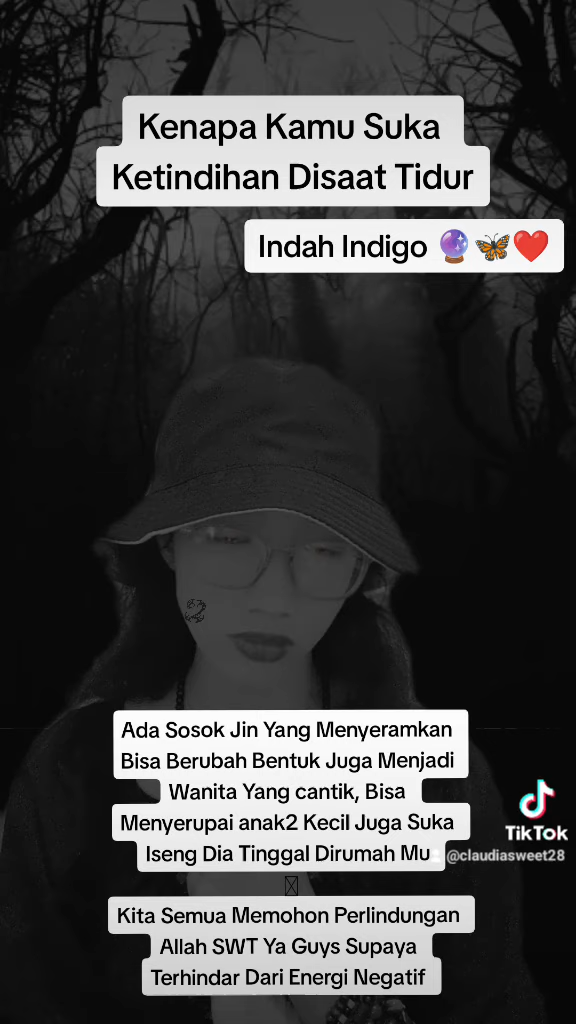 Kenapa Kamu Suka
Ketindihan Disaat Tidur
Indah Indigo 🔮🦋❤️
Ada Sosok Jin Yang Menyeramkan
Bisa Berubah Bentuk Juga Menjadi
Wanita Yang cantik, Bisa
Menyerupai anak2 Kecil Juga Suka
Iseng Dia Tinggal Dirumah Mu
TikTok
@claudiasweet28
Kita Semua Memohon Perlindungan
Allah SWT Ya Guys Supaya
Terhindar Dari Energi Negatif